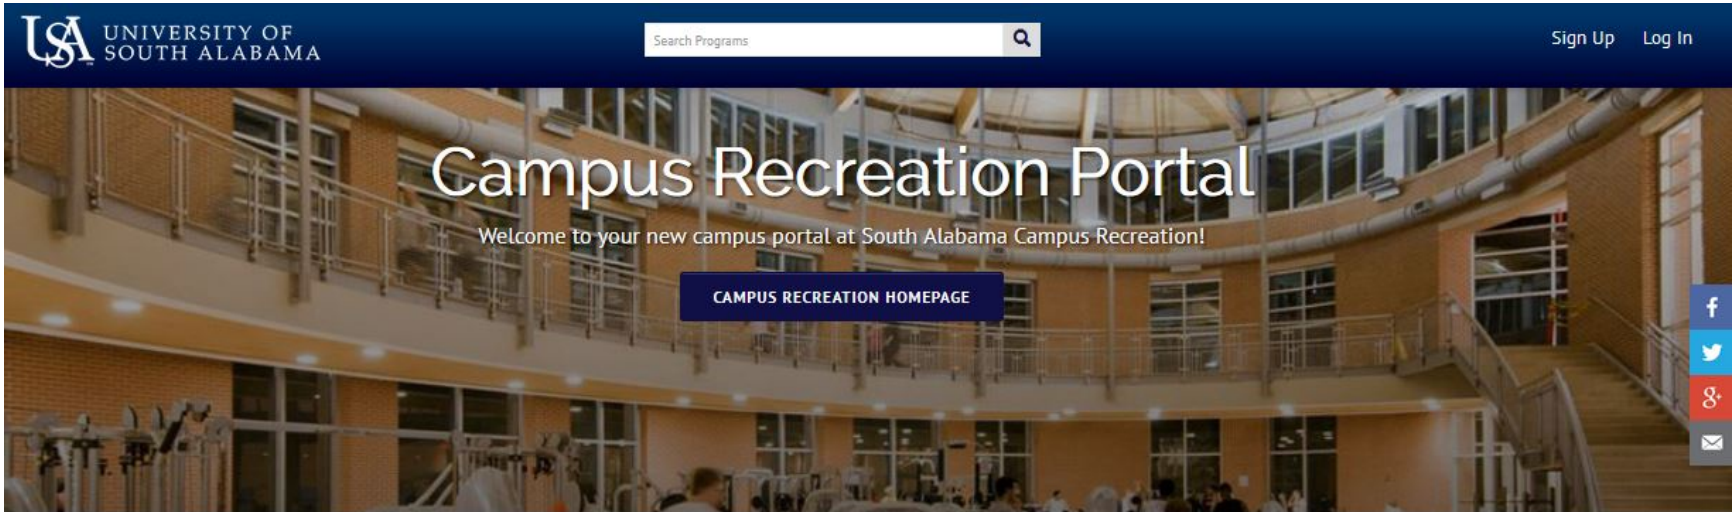 USA UNIVERSITY OF
SOUTH ALABAMA
Search Programs
Sign Up Log In
Campus Recreation Portal
Welcome to your new campus portal at South Alabama Campus Recreation!
CAMPUS RECREATION HOMEPAGE
f
g+